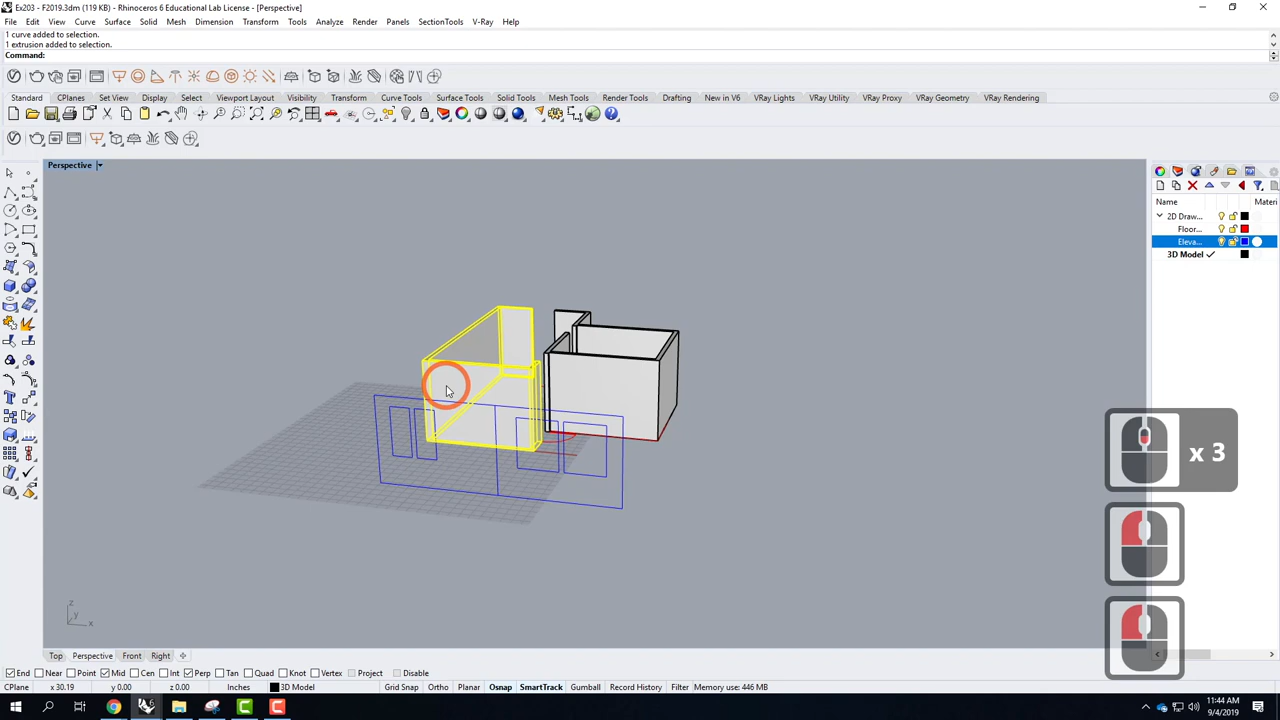 Ex203 - F2019.3dm (119 KB) - Rhinoceros 6 Educational Lab License - [Perspective]
File Edit View Curve Surface Solid Mesh Dimension Transform Tools Analyze Render Panels SectionTools V-Ray Help
1 curve added to selection.
1 extrusion added to selection.
Command:
Standard CPlanes Set View Display Select Viewport Layout Visibility Transform Curve Tools Surface Tools Solid Tools Mesh Tools Render Tools Drafting New in V6 VRay Lights VRay Utility VRay Proxy VRay Geometry VRay Rendering
Perspective
Name Materi
2D Draw...
Floor...
Eleva...
3D Model
x 3
z
y
x
Top Perspective Front Right
End Near Point Mid Cen Int Perp Tan Quad Knot Vertex Project Disable
CPlane x 30.19 y 0.00 z 0.00 Inches 3D Model Grid Snap Ortho Planar Osnap SmartTrack Gumball Record History Filter Memory use: 446 MB
11:44 AM
9/4/2019